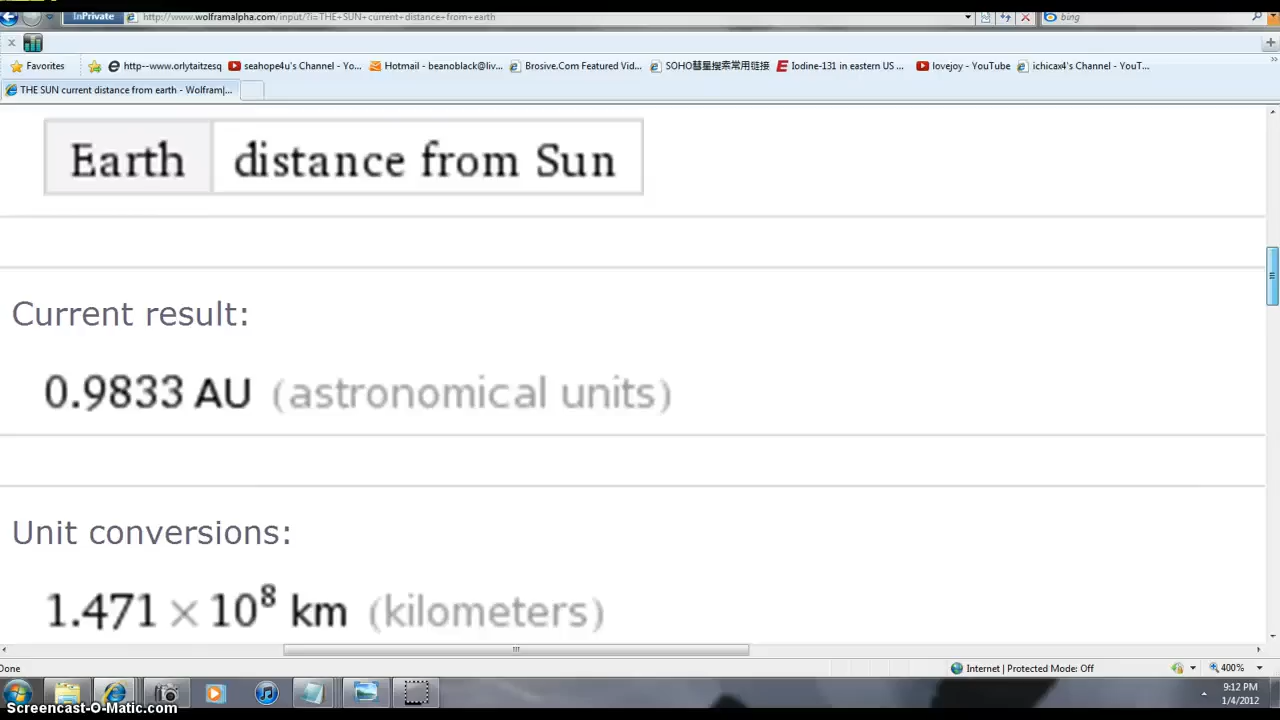 InPrivate http://www.wolframalpha.com/input/?i=THE+SUN+current+distance+from+earth bing
Favorites http--www.orlytaitzesq seahope4u's Channel - Yo... Hotmail - beanoblack@liv... Brosive.Com Featured Vid... SOHO彗星搜索常用链接 Iodine-131 in eastern US ... lovejoy - YouTube ichicax4's Channel - YouT...
THE SUN current distance from earth - Wolfram|...
Earth distance from Sun
Current result:
0.9833 AU (astronomical units)
Unit conversions:
1.471 × 10⁸ km (kilometers)
Done Internet | Protected Mode: Off 400%
9:12 PM
1/4/2012
Screencast-O-Matic.com